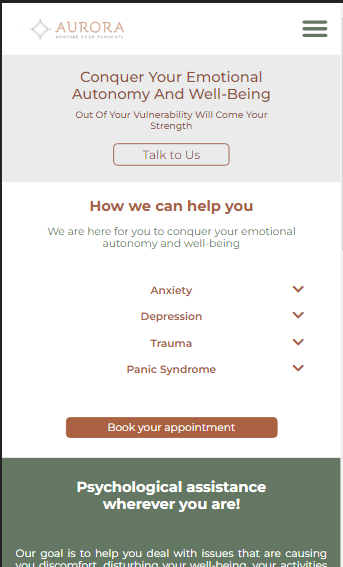 AURORA
NURTURE GOOD THOUGHTS
Conquer Your Emotional
Autonomy And Well-Being
Out Of Your Vulnerability Will Come Your
Strength
Talk to Us
How we can help you
We are here for you to conquer your emotional
autonomy and well-being
Anxiety
Depression
Trauma
Panic Syndrome
Book your appointment
Psychological assistance
wherever you are!
Our goal is to help you deal with issues that are causing
you discomfort, disturbing your well-being, your activities